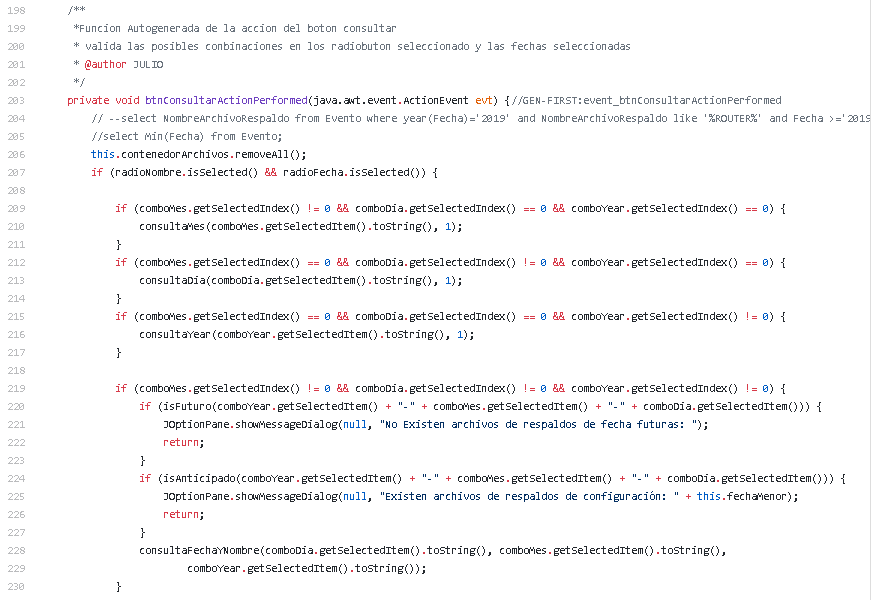 198 /**
199 *Funcion Autogenerada de la accion del boton consultar
200 * valida las posibles conbinaciones en los radiobuton seleccionado y las fechas seleccionadas
201 * @author JULIO
202 */
203 private void btnConsultarActionPerformed(java.awt.event.ActionEvent evt) {//GEN-FIRST:event_btnConsultarActionPerformed
204 // --select NombreArchivoRespaldo from Evento where year(Fecha)='2019' and NombreArchivoRespaldo like '%ROUTER%' and Fecha >='2019
205 //select Min(Fecha) from Evento;
206 this.contenedorArchivos.removeAll();
207 if (radioNombre.isSelected() && radioFecha.isSelected()) {
208
209 if (comboMes.getSelectedIndex() != 0 && comboDia.getSelectedIndex() == 0 && comboYear.getSelectedIndex() == 0) {
210 consultaMes(comboMes.getSelectedItem().toString(), 1);
211 }
212 if (comboMes.getSelectedIndex() == 0 && comboDia.getSelectedIndex() != 0 && comboYear.getSelectedIndex() == 0) {
213 consultaDia(comboDia.getSelectedItem().toString(), 1);
214 }
215 if (comboMes.getSelectedIndex() == 0 && comboDia.getSelectedIndex() == 0 && comboYear.getSelectedIndex() != 0) {
216 consultaYear(comboYear.getSelectedItem().toString(), 1);
217 }
218
219 if (comboMes.getSelectedIndex() != 0 && comboDia.getSelectedIndex() != 0 && comboYear.getSelectedIndex() != 0) {
220 if (isFuturo(comboYear.getSelectedItem() + "-" + comboMes.getSelectedItem() + "-" + comboDia.getSelectedItem())) {
221 JOptionPane.showMessageDialog(null, "No Existen archivos de respaldos de fecha futuras: ");
222 return;
223 }
224 if (isAnticipado(comboYear.getSelectedItem() + "-" + comboMes.getSelectedItem() + "-" + comboDia.getSelectedItem())) {
225 JOptionPane.showMessageDialog(null, "Existen archivos de respaldos de configuración: " + this.fechaMenor);
226 return;
227 }
228 consultaFechaYNombre(comboDia.getSelectedItem().toString(), comboMes.getSelectedItem().toString(),
229 comboYear.getSelectedItem().toString());
230 }